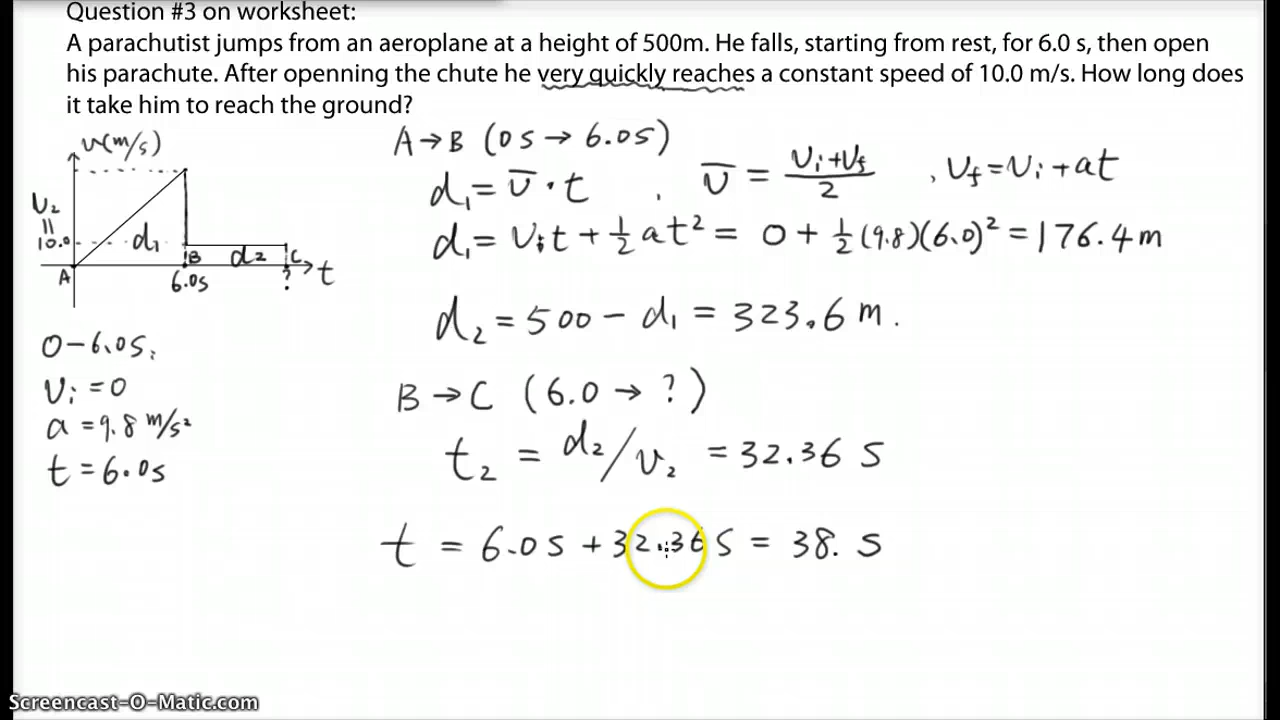 Question #3 on worksheet:
A parachutist jumps from an aeroplane at a height of 500m. He falls, starting from rest, for 6.0 s, then open
his parachute. After openning the chute he very quickly reaches a constant speed of 10.0 m/s. How long does
it take him to reach the ground?
v(m/s)
v₂
||
10.0
d₁
A
B
d₂
C
t
6.0s
?
0-6.0s,
Vi = 0
a = 9.8 m/s²
t = 6.0s
A → B (0s → 6.0s)
d₁ = v̅ · t , v̅ = (Vi+Vf)/2 , Vf = Vi + at
d₁ = Vit + ½ at² = 0 + ½ (9.8)(6.0)² = 176.4 m
d₂ = 500 - d₁ = 323.6 m.
B → C (6.0 → ?)
t₂ = d₂/v₂ = 32.36 s
t = 6.0s + 32.36s = 38. s
Screencast-O-Matic.com